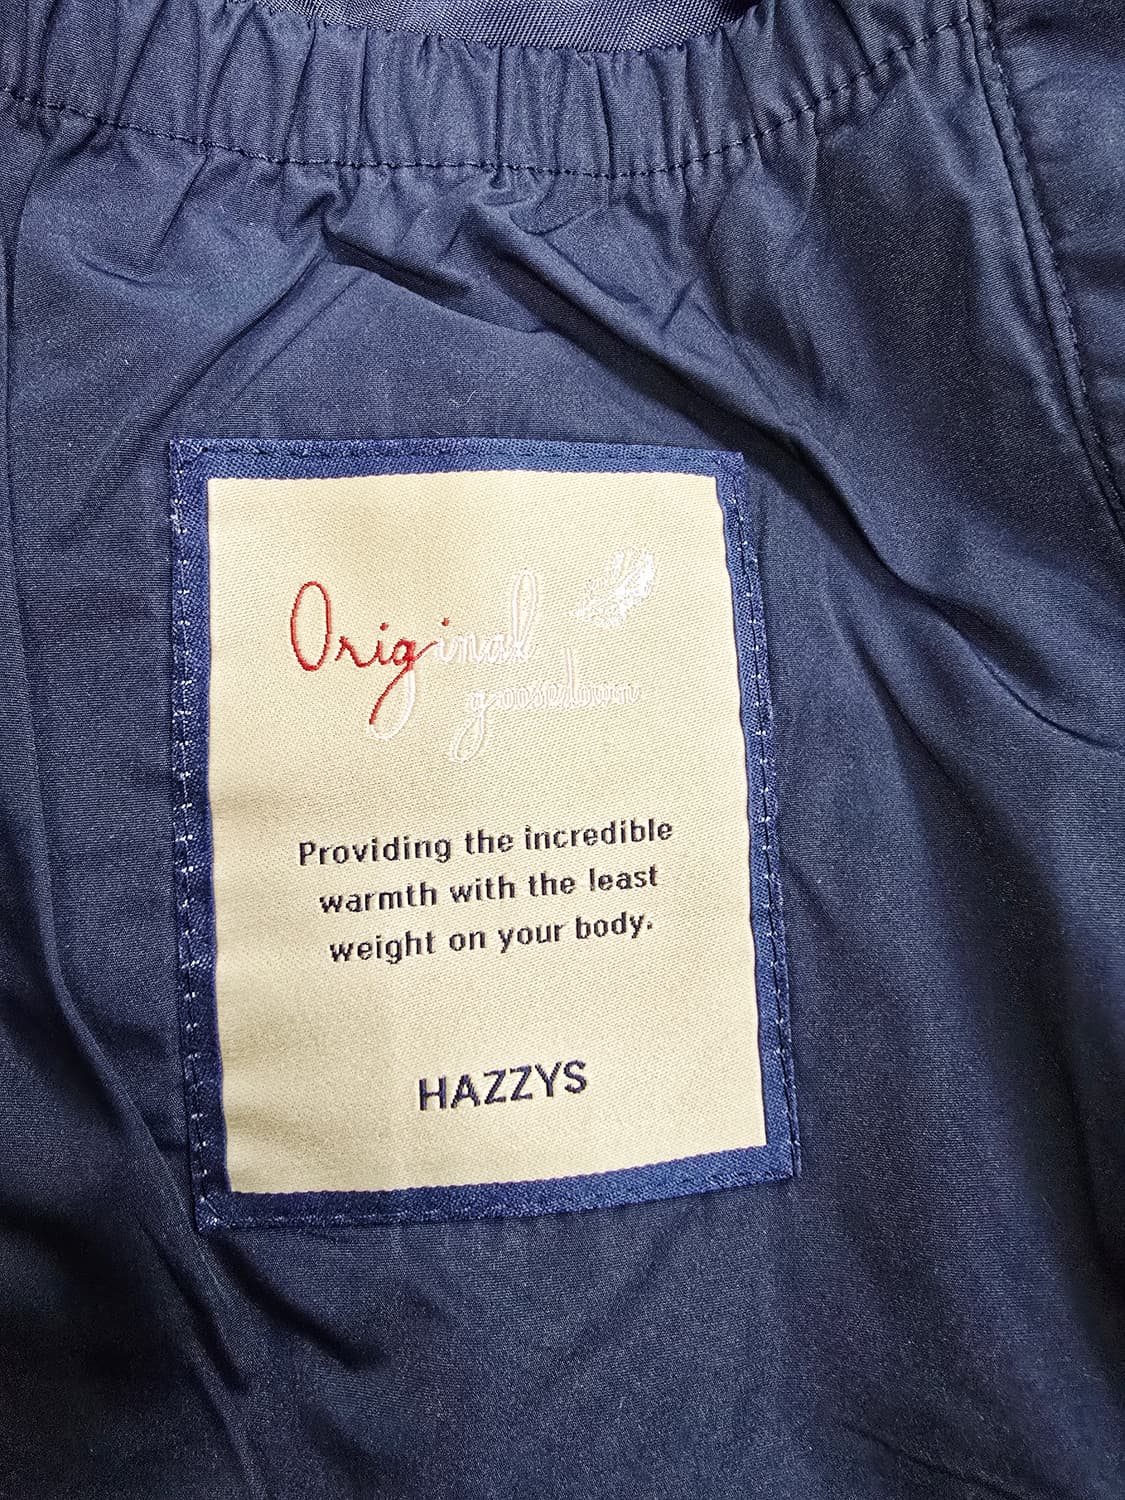 Original
goosedown
Providing the incredible
warmth with the least
weight on your body.
HAZZYS